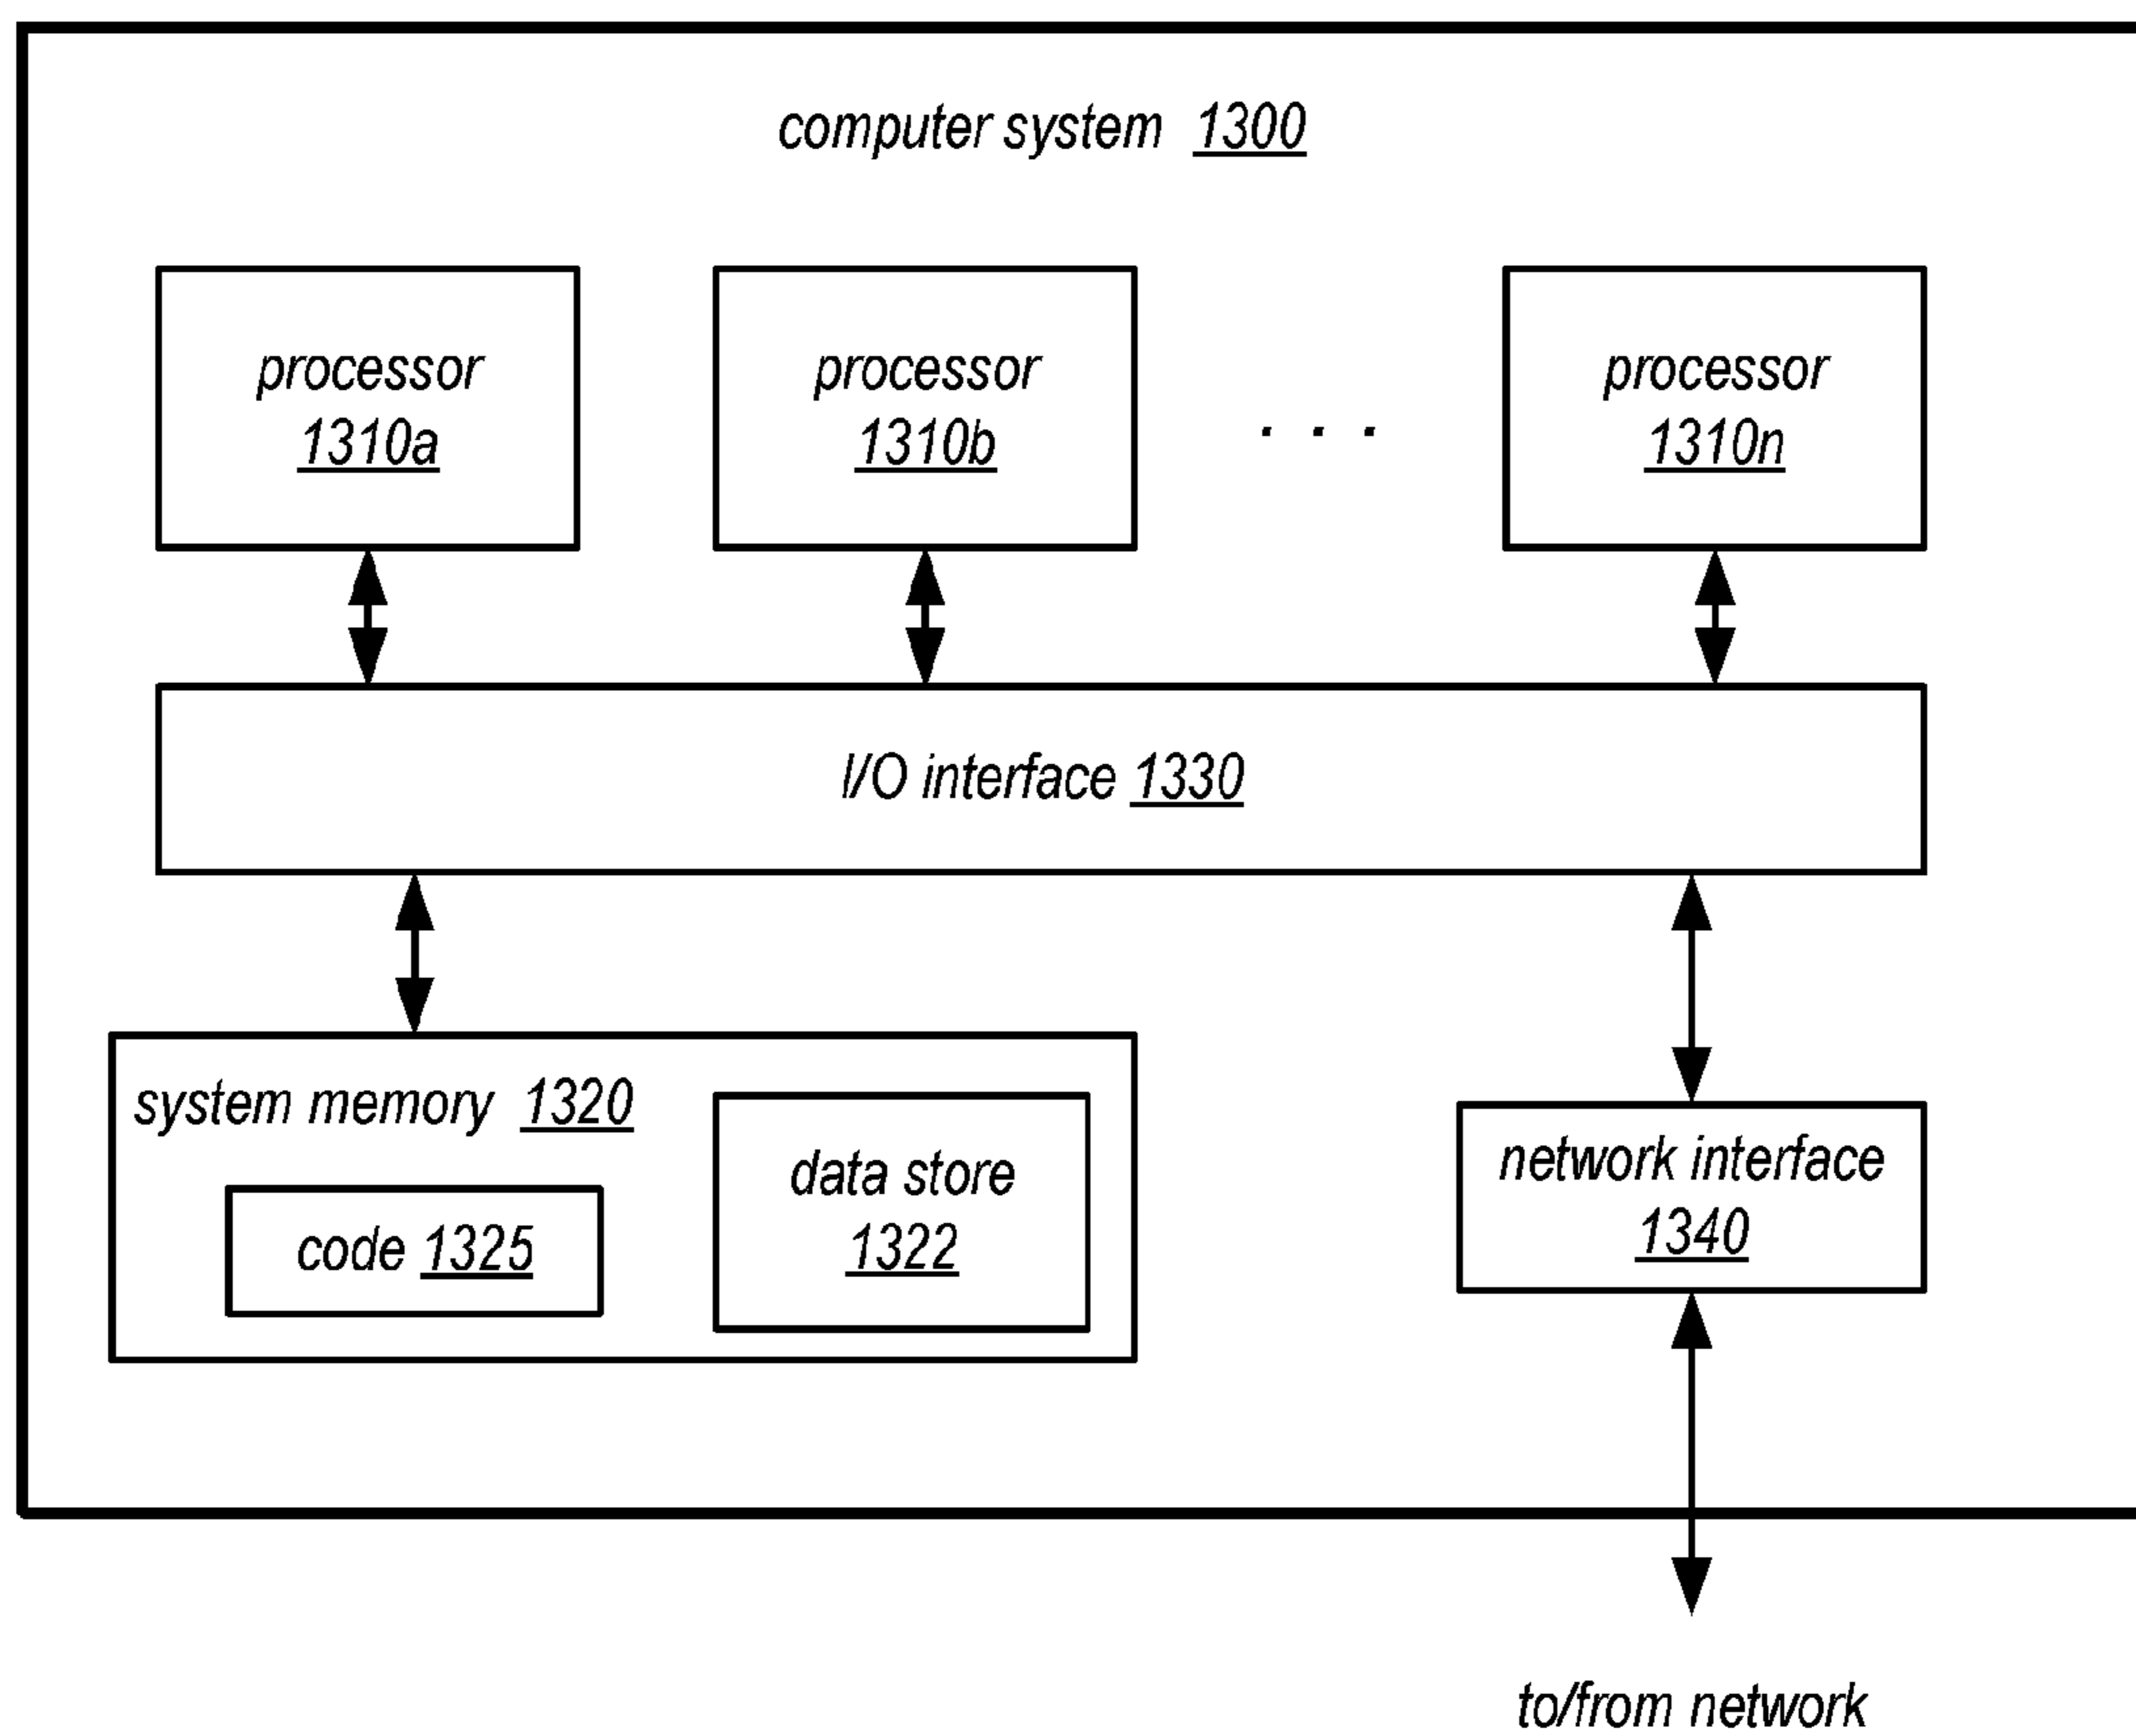 computer system 1300
processor
1310a
processor
1310b
. . .
processor
1310n
I/O interface 1330
system memory 1320
code 1325
data store
1322
network interface
1340
to/from network